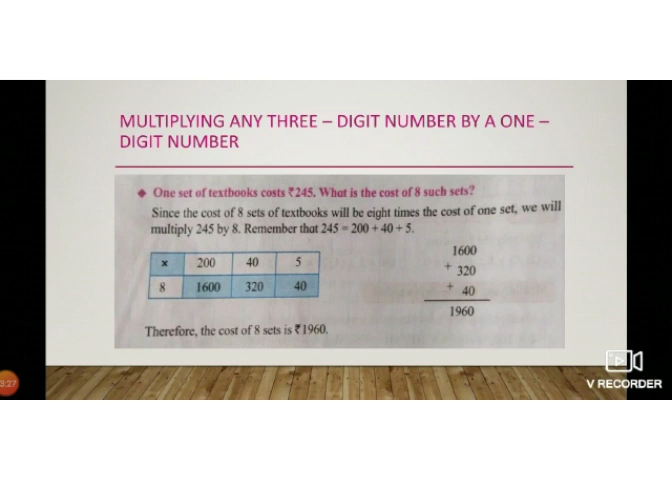 MULTIPLYING ANY THREE – DIGIT NUMBER BY A ONE –
DIGIT NUMBER
One set of textbooks costs ₹245. What is the cost of 8 such sets?
Since the cost of 8 sets of textbooks will be eight times the cost of one set, we will
multiply 245 by 8. Remember that 245 = 200 + 40 + 5.
× 200 40 5
8 1600 320 40
1600
+ 320
+ 40
1960
Therefore, the cost of 8 sets is ₹1960.
3:27
V RECORDER